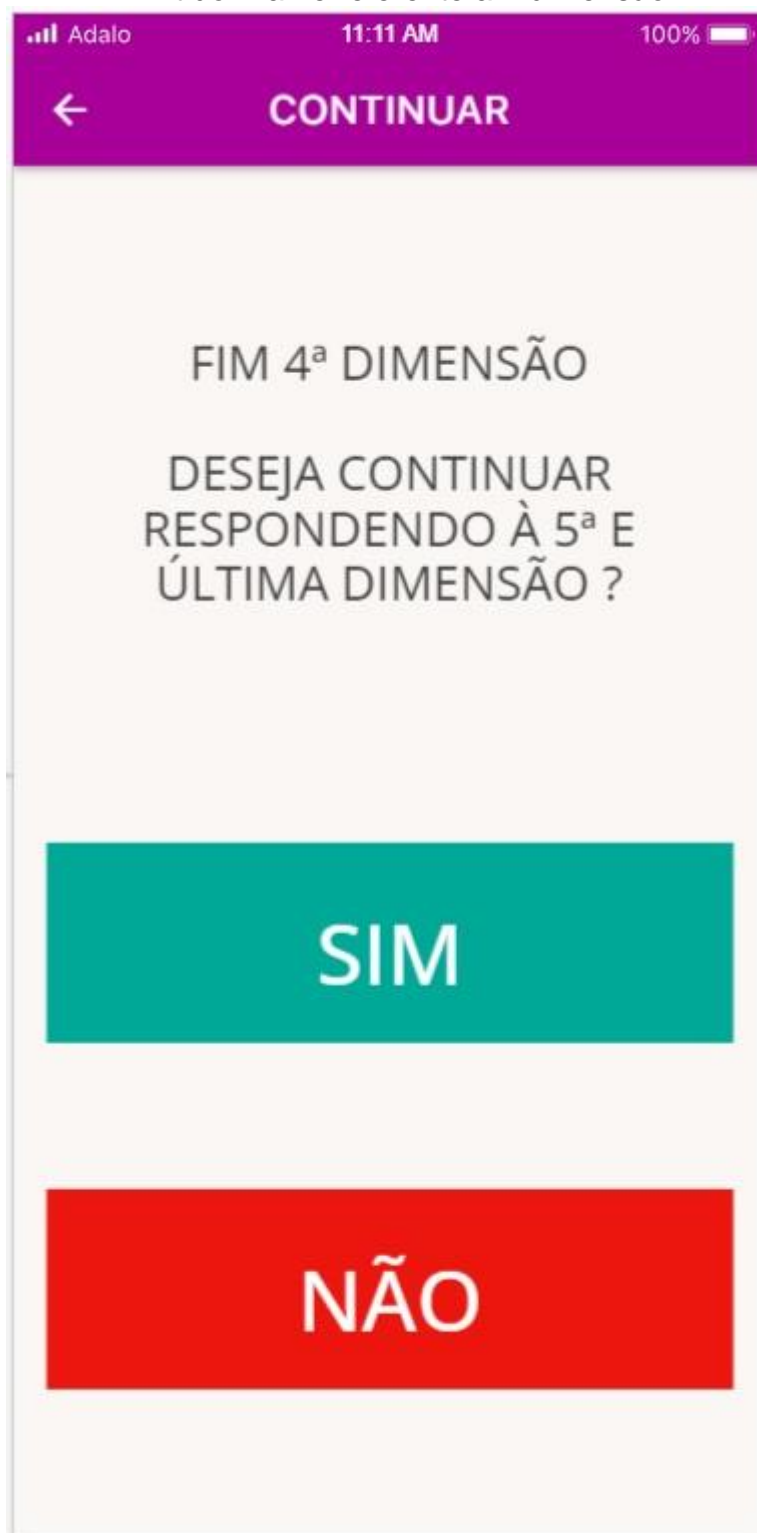 Adalo 11:11 AM 100%
CONTINUAR
FIM 4ª DIMENSÃO
DESEJA CONTINUAR
RESPONDENDO À 5ª E
ÚLTIMA DIMENSÃO ?
SIM
NÃO